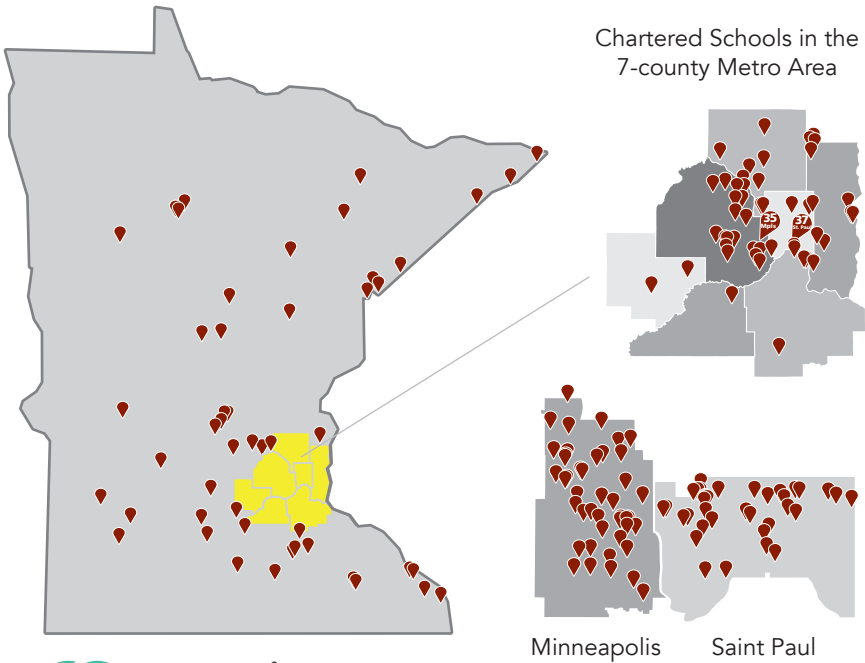 Chartered Schools in the
7-county Metro Area
35
Mpls
37
St. Paul
Minneapolis
Saint Paul